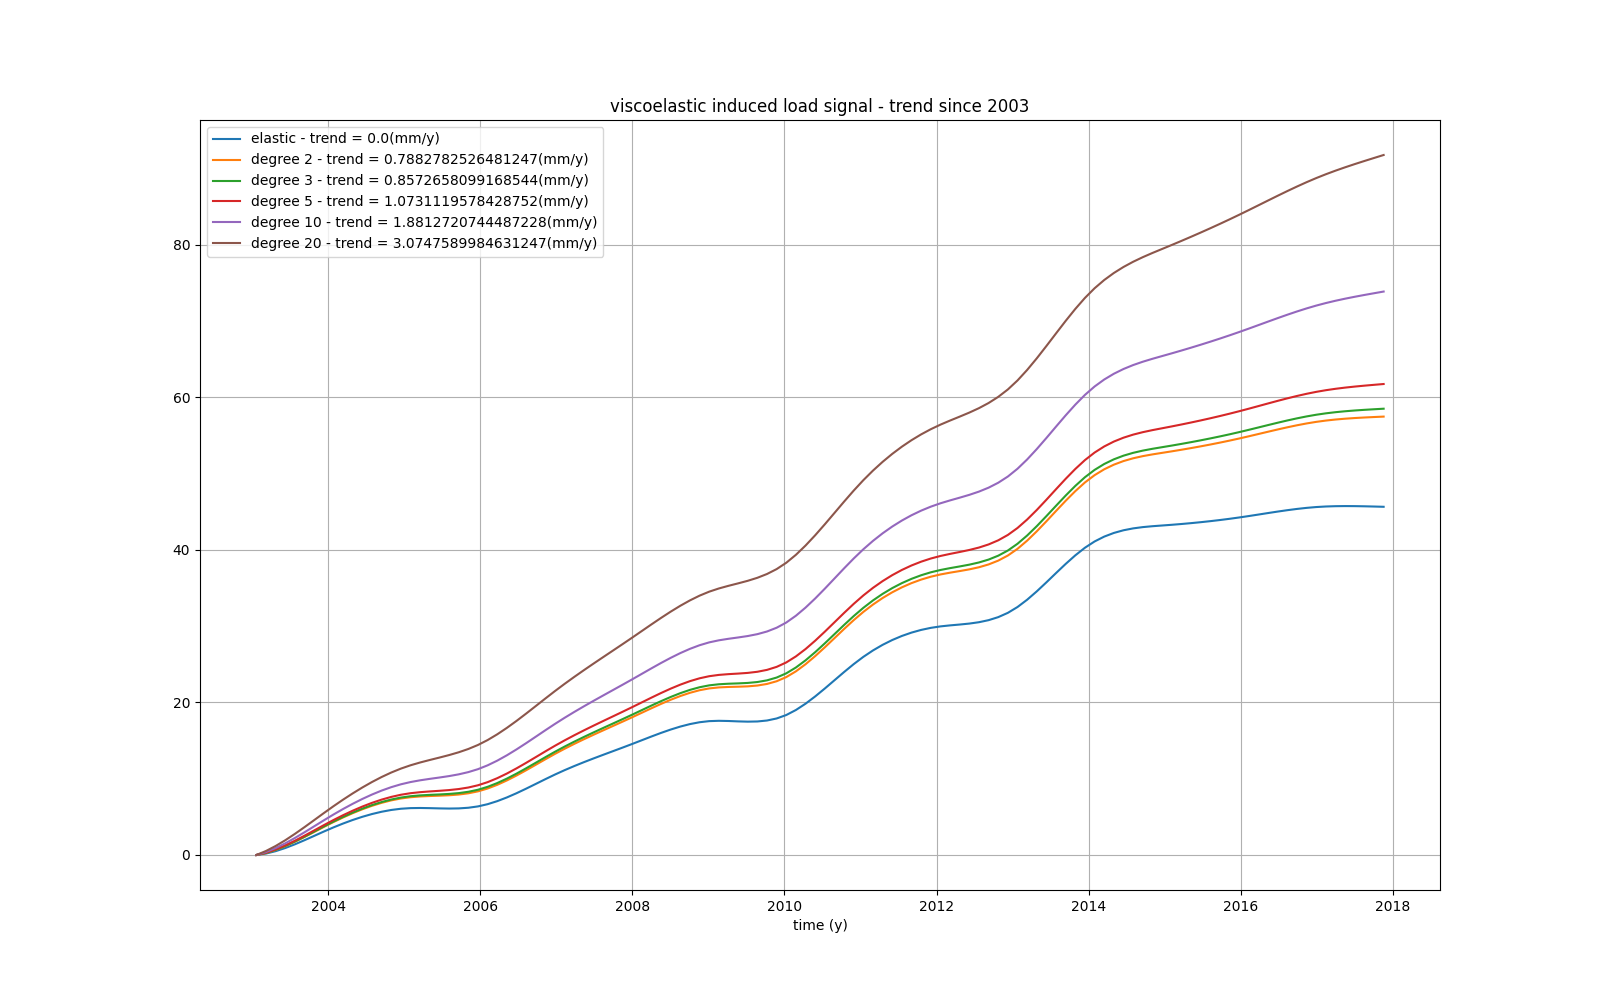 viscoelastic induced load signal - trend since 2003
elastic - trend = 0.0(mm/y)
degree 2 - trend = 0.7882782526481247(mm/y)
degree 3 - trend = 0.8572658099168544(mm/y)
degree 5 - trend = 1.0731119578428752(mm/y)
degree 10 - trend = 1.8812720744487228(mm/y)
degree 20 - trend = 3.0747589984631247(mm/y)
80
60
40
20
0
2004 2006 2008 2010 2012 2014 2016 2018
time (y)